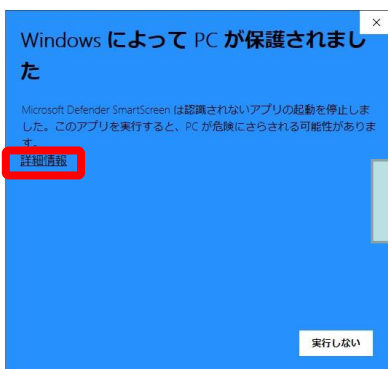 Windows によって PC が保護されまし
た
Microsoft Defender SmartScreen は認識されないアプリの起動を停止しま
した。このアプリを実行すると、PC が危険にさらされる可能性がありま
す。
詳細情報
実行しない